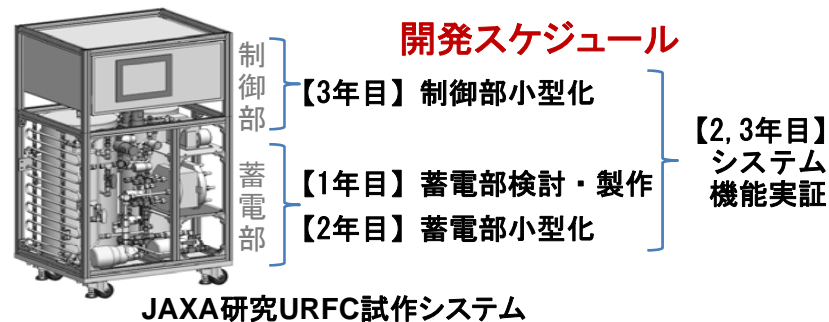 開発スケジュール
制御部
【3年目】制御部小型化
蓄電部
【1年目】蓄電部検討・製作
【2年目】蓄電部小型化
【2,3年目】
システム
機能実証
JAXA研究URFC試作システム